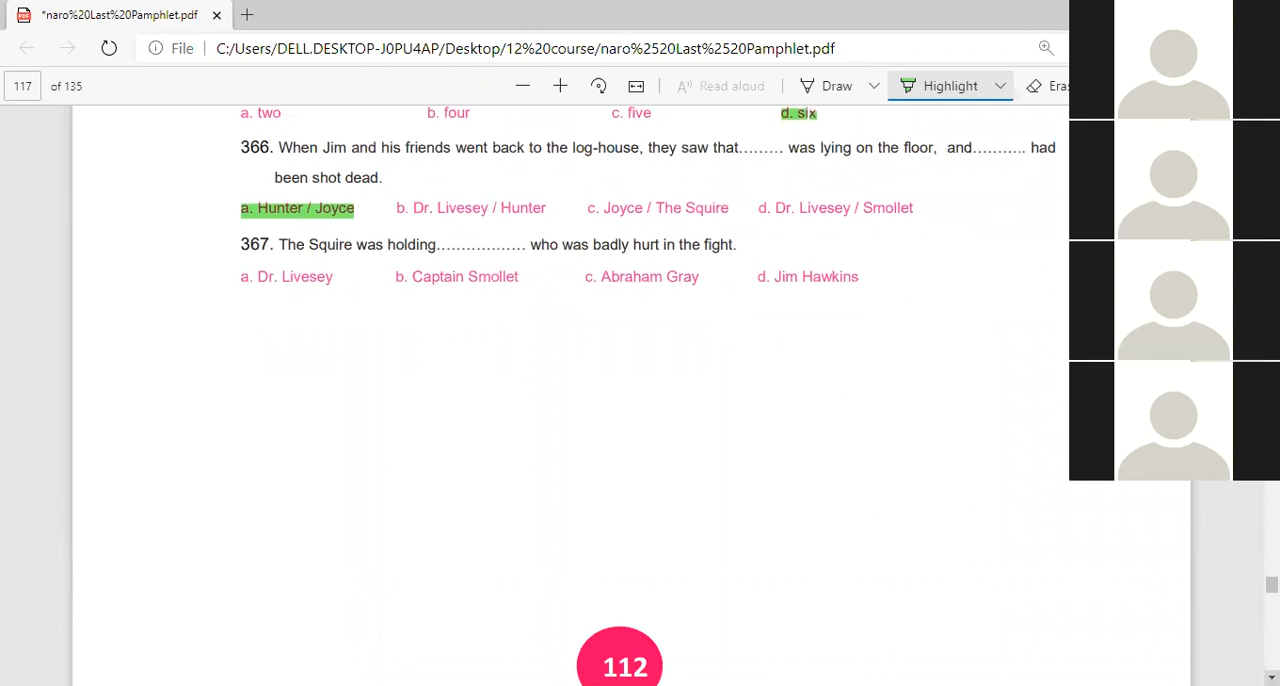 *naro%20Last%20Pamphlet.pdf
File C:/Users/DELL.DESKTOP-J0PU4AP/Desktop/12%20course/naro%2520Last%2520Pamphlet.pdf
117 of 135 Read aloud Draw Highlight Eras
a. two b. four c. five d. six
366. When Jim and his friends went back to the log-house, they saw that……… was lying on the floor, and……….. had
been shot dead.
a. Hunter / Joyce b. Dr. Livesey / Hunter c. Joyce / The Squire d. Dr. Livesey / Smollet
367. The Squire was holding……………… who was badly hurt in the fight.
a. Dr. Livesey b. Captain Smollet c. Abraham Gray d. Jim Hawkins
112